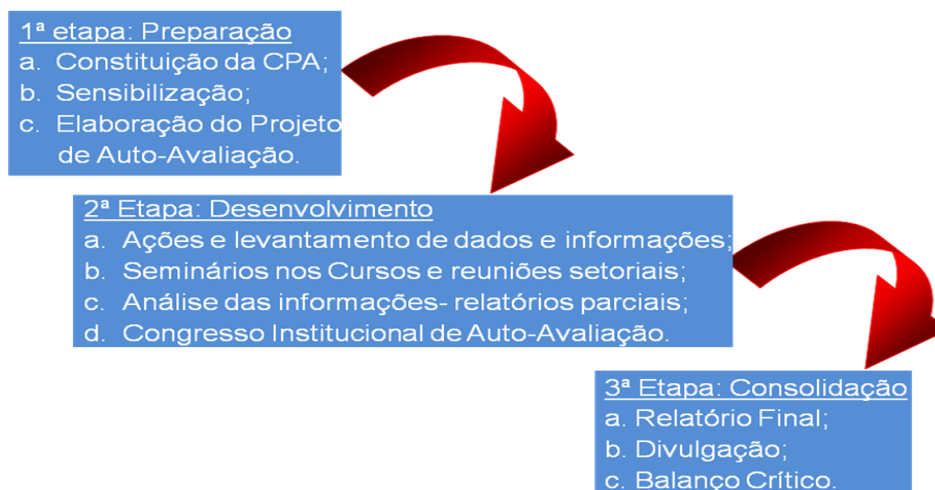 1ª etapa: Preparação
a. Constituição da CPA;
b. Sensibilização;
c. Elaboração do Projeto
de Auto-Avaliação.
2ª Etapa: Desenvolvimento
a. Ações e levantamento de dados e informações;
b. Seminários nos Cursos e reuniões setoriais;
c. Análise das informações- relatórios parciais;
d. Congresso Institucional de Auto-Avaliação.
3ª Etapa: Consolidação
a. Relatório Final;
b. Divulgação;
c. Balanço Crítico.